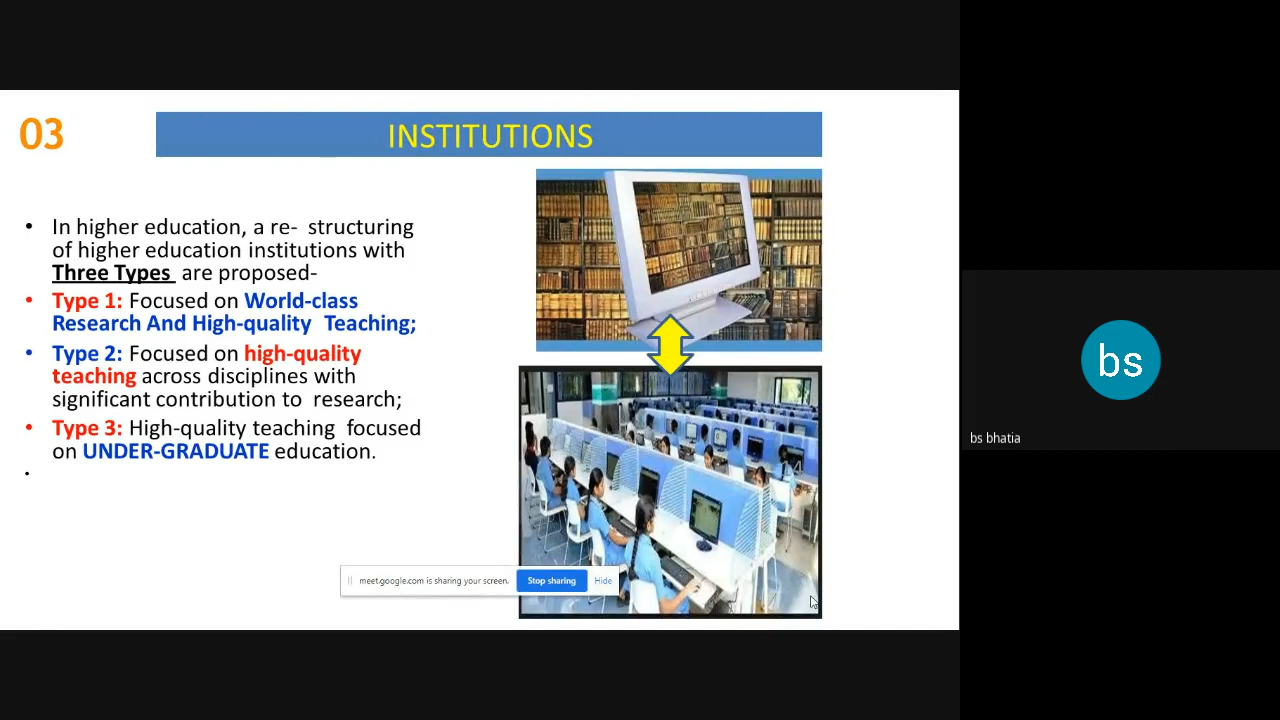 03
INSTITUTIONS
In higher education, a re- structuring
of higher education institutions with
Three Types are proposed-
Type 1: Focused on World-class
Research And High-quality Teaching;
Type 2: Focused on high-quality
teaching across disciplines with
significant contribution to research;
Type 3: High-quality teaching focused
on UNDER-GRADUATE education.
meet.google.com is sharing your screen.
Stop sharing
Hide
bs
bs bhatia